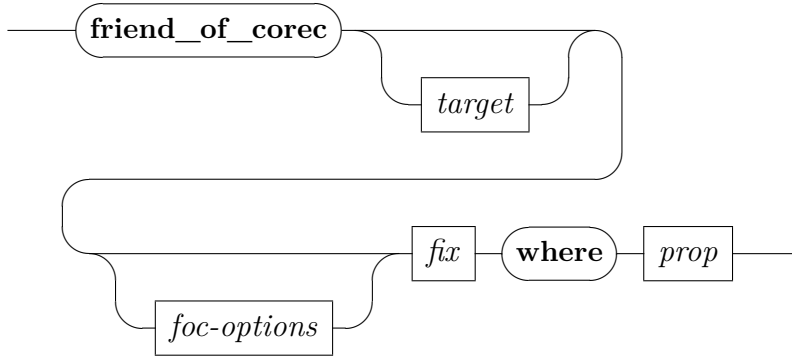 friend_of_corec
target
fix where prop
foc-options